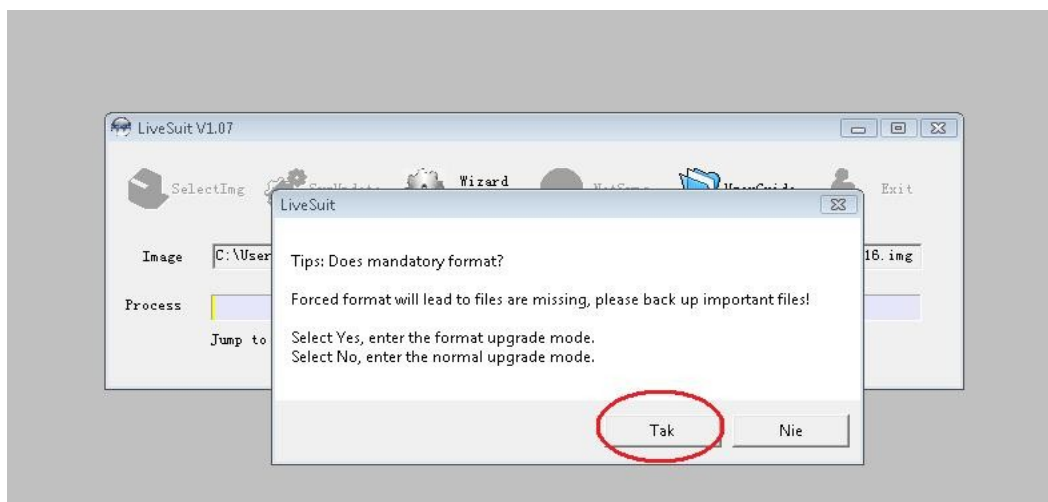 LiveSuit V1.07
SelectImg Wizard Exit
LiveSuit
Image C:\User 16.img
Tips: Does mandatory format?
Forced format will lead to files are missing, please back up important files!
Process
Select Yes, enter the format upgrade mode.
Jump to
Select No, enter the normal upgrade mode.
Tak Nie